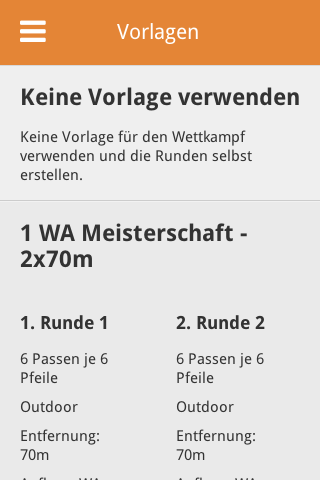 Vorlagen
Keine Vorlage verwenden
Keine Vorlage für den Wettkampf
verwenden und die Runden selbst
erstellen.
1 WA Meisterschaft -
2x70m
1. Runde 1
6 Passen je 6
Pfeile
Outdoor
Entfernung:
70m
2. Runde 2
6 Passen je 6
Pfeile
Outdoor
Entfernung:
70m